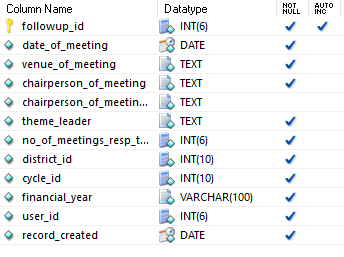 Column Name Datatype NOT NULL AUTO INC
followup_id INT(6)
date_of_meeting DATE
venue_of_meeting TEXT
chairperson_of_meeting TEXT
chairperson_of_meetin... TEXT
theme_leader TEXT
no_of_meetings_resp_t... INT(6)
district_id INT(10)
cycle_id INT(10)
financial_year VARCHAR(100)
user_id INT(6)
record_created DATE